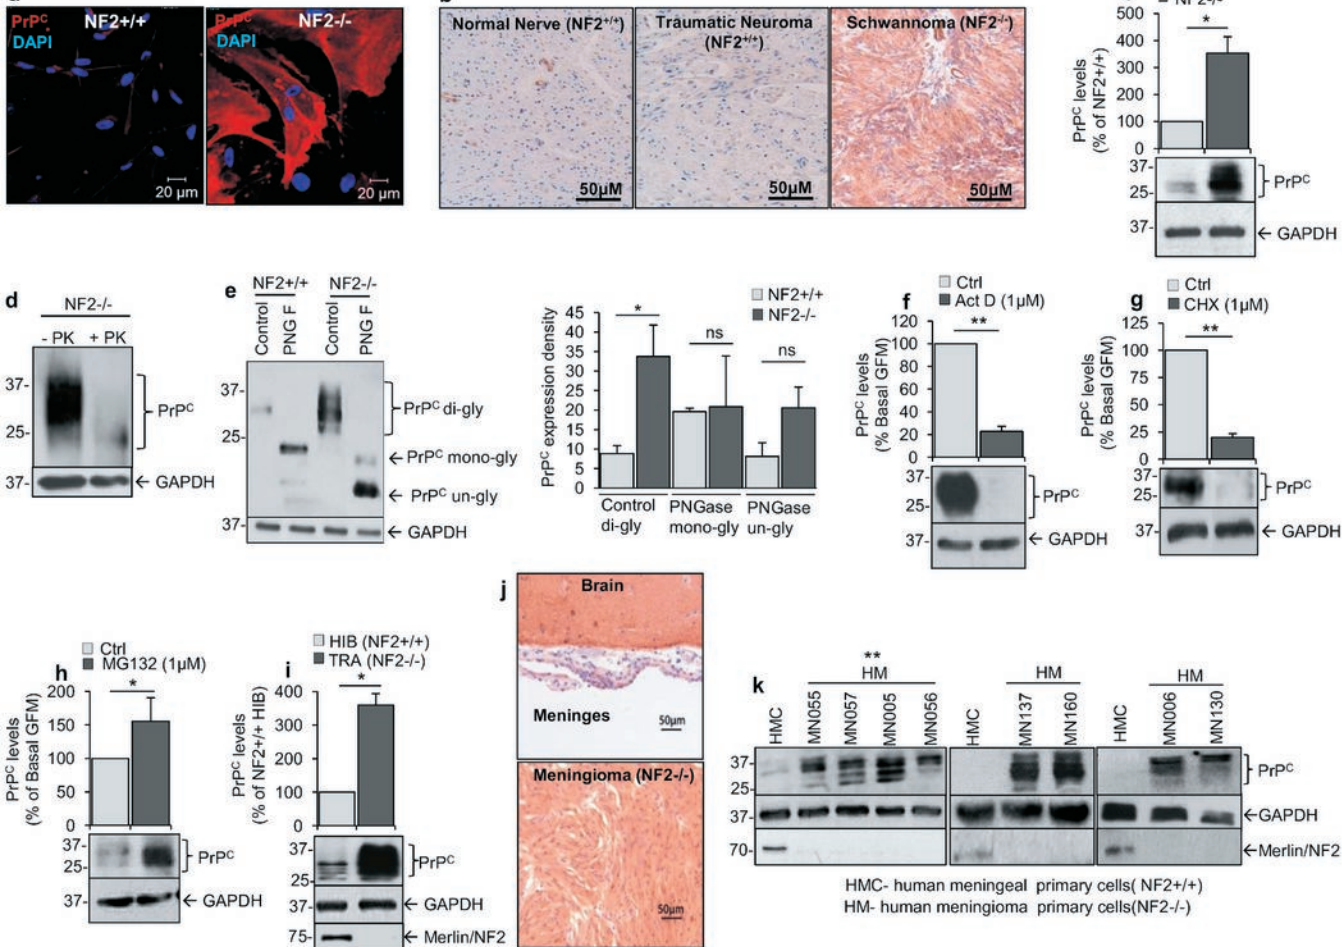 PrPC NF2+/+
DAPI
20 µm
PrPC NF2-/-
DAPI
20 µm
Normal Nerve (NF2+/+)
50µM
Traumatic Neuroma
(NF2+/+)
50µM
Schwannoma (NF2-/-)
50µM
NF2-/-
*
500
400
300
200
100
0
PrPC levels
(% of NF2+/+)
37-
25-
PrPC
37-
← GAPDH
d
NF2-/-
- PK + PK
37-
25-
PrPC
37-
← GAPDH
e
NF2+/+ NF2-/-
Control
PNG F
Control
PNG F
37-
25-
PrPC di-gly
← PrPC mono-gly
← PrPC un-gly
37-
← GAPDH
NF2+/+
NF2-/-
PrPC expression density
45
40
35
30
25
20
15
10
5
0
* ns ns
Control PNGase PNGase
di-gly mono-gly un-gly
f
Ctrl
Act D (1µM)
**
PrPC levels
(% Basal GFM)
120
100
80
60
40
20
0
37-
25-
PrPC
37-
← GAPDH
g
Ctrl
CHX (1µM)
**
PrPC levels
(% Basal GFM)
125
100
75
50
25
0
37-
25-
PrPC
37-
← GAPDH
h
Ctrl
MG132 (1µM)
*
PrPC levels
(% of Basal GFM)
200
150
100
50
0
37-
25-
PrPC
37-
← GAPDH
i
HIB (NF2+/+)
TRA (NF2-/-)
*
PrPC levels
(% of NF2+/+ HIB)
400
300
200
100
0
37-
25-
PrPC
37-
← GAPDH
75-
← Merlin/NF2
j
Brain
Meninges
50µm
Meningioma (NF2-/-)
50µm
k
**
HM HM HM
HMC
MN055
MN057
MN005
MN056
HMC
MN137
MN160
HMC
MN006
MN130
37-
25-
PrPC
37-
←GAPDH
70-
←Merlin/NF2
HMC- human meningeal primary cells( NF2+/+)
HM- human meningioma primary cells(NF2-/-)